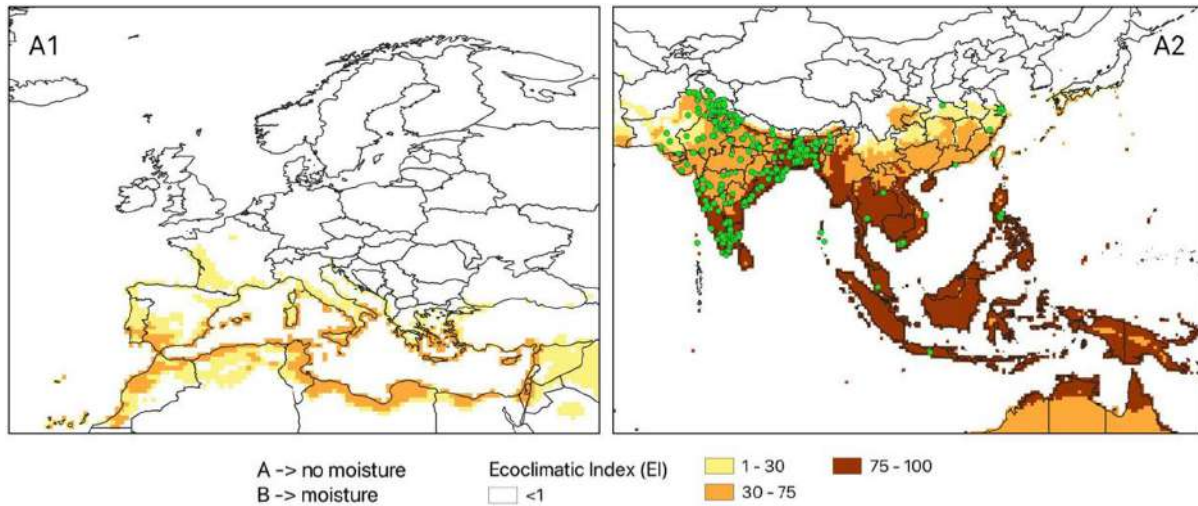 A1
A2
A -> no moisture
B -> moisture
Ecoclimatic Index (EI)
<1
1 - 30
30 - 75
75 - 100